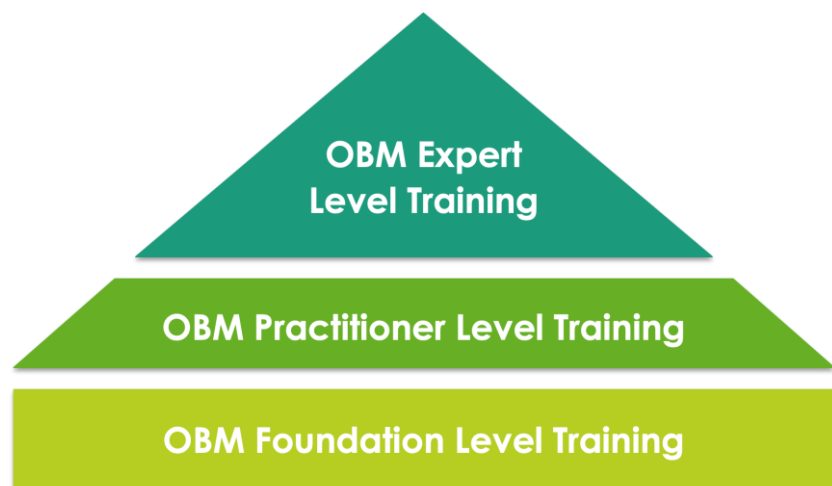 OBM Expert
Level Training
OBM Practitioner Level Training
OBM Foundation Level Training